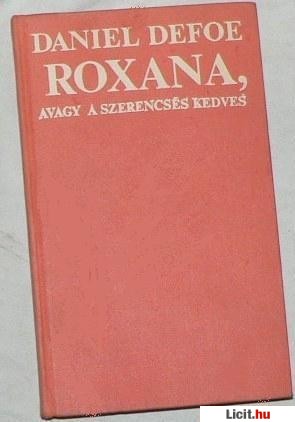 DANIEL DEFOE
ROXANA,
AVAGY A SZERENCSÉS KEDVES
Licit.hu